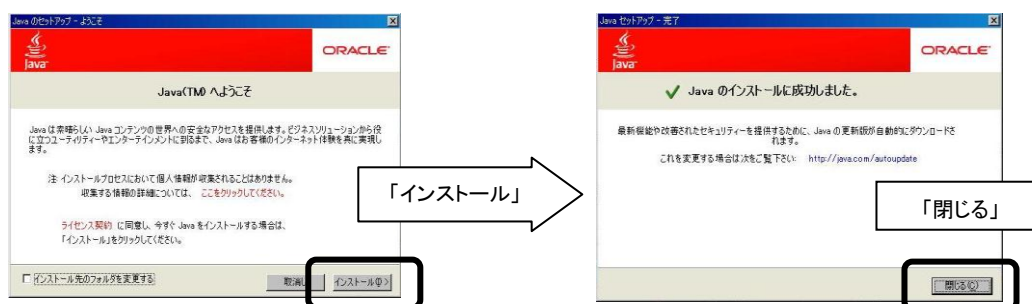 Java のセットアップ - ようこそ
Java
ORACLE
Java(TM) へようこそ
Java は素晴らしい Java コンテンツの世界への安全なアクセスを提供します。ビジネスソリューションから役
に立つユーティリティーやエンターテインメントに到るまで、Java はお客様のインターネット体験を共に実現し
ます。
注: インストールプロセスにおいて個人情報が収集されることはありません。
収集する情報の詳細については、 ここをクリックしてください。
ライセンス契約 に同意し、今すぐ Java をインストールする場合は、
「インストール」をクリックしてください。
インストール先のフォルダを変更する
取消し
インストール(I) >
「インストール」
Java セットアップ - 完了
Java
ORACLE
Java のインストールに成功しました。
最新機能や改善されたセキュリティーを提供するために、Java の更新版が自動的にダウンロードさ
れます。
これを変更する場合は次をご覧下さい: http://java.com/autoupdate
「閉じる」
閉じる(C)